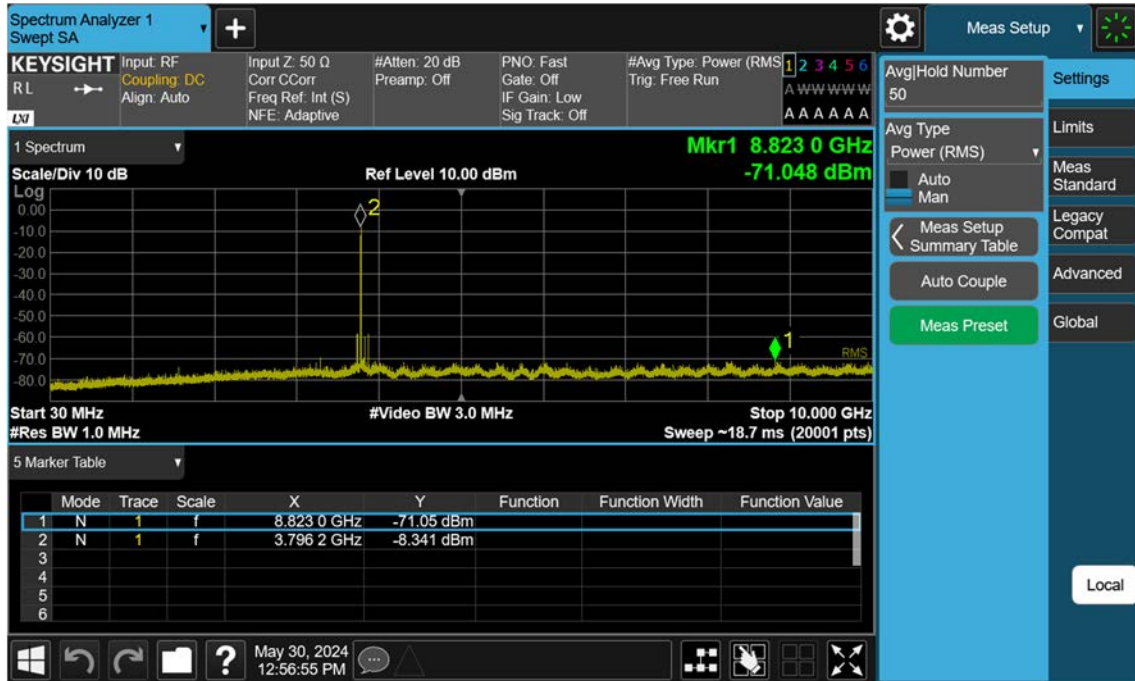 Spectrum Analyzer 1
Swept SA
Meas Setup
KEYSIGHT
R L
LXI
Input: RF
Coupling: DC
Align: Auto
Input Z: 50 Ω
Corr CCorr
Freq Ref: Int (S)
NFE: Adaptive
#Atten: 20 dB
Preamp: Off
PNO: Fast
Gate: Off
IF Gain: Low
Sig Track: Off
#Avg Type: Power (RMS
Trig: Free Run
1 2 3 4 5 6
A W W W W W
A A A A A A
1 Spectrum
Mkr1 8.823 0 GHz
Scale/Div 10 dB
Ref Level 10.00 dBm
-71.048 dBm
Log
0.00
-10.0
-20.0
-30.0
-40.0
-50.0
-60.0
-70.0
-80.0
2
1
RMS
Start 30 MHz
#Video BW 3.0 MHz
Stop 10.000 GHz
#Res BW 1.0 MHz
Sweep ~18.7 ms (20001 pts)
5 Marker Table
Mode Trace Scale X Y Function Function Width Function Value
1 N 1 f 8.823 0 GHz -71.05 dBm
2 N 1 f 3.796 2 GHz -8.341 dBm
3
4
5
6
?
May 30, 2024
12:56:55 PM
Avg|Hold Number
50
Avg Type
Power (RMS)
Auto
Man
Meas Setup
Summary Table
Auto Couple
Meas Preset
Settings
Limits
Meas
Standard
Legacy
Compat
Advanced
Global
Local